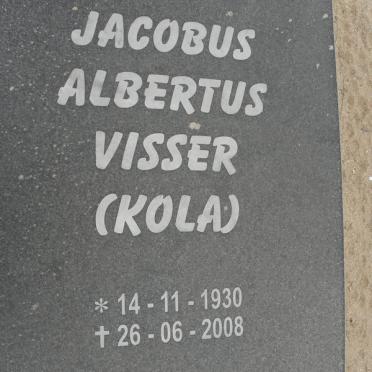 JACOBUS
ALBERTUS
VISSER
(KOLA)
* 14 - 11 - 1930
† 26 - 06 - 2008